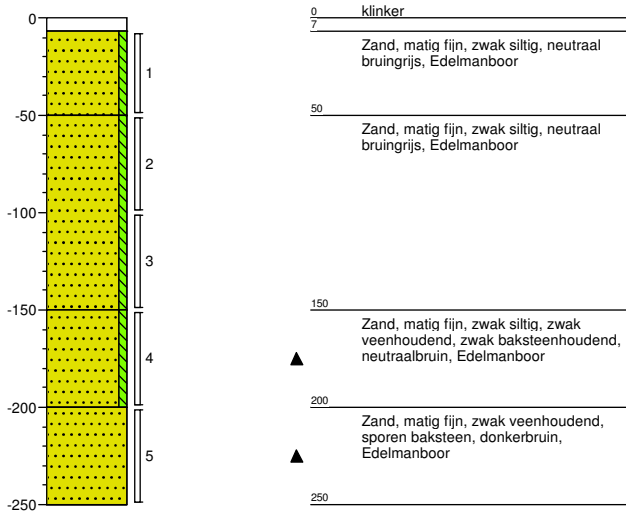 0
-50
-100
-150
-200
-250
1
2
3
4
5
0
klinker
7
Zand, matig fijn, zwak siltig, neutraal
bruingrijs, Edelmanboor
50
Zand, matig fijn, zwak siltig, neutraal
bruingrijs, Edelmanboor
150
Zand, matig fijn, zwak siltig, zwak
veenhoudend, zwak baksteenhoudend,
neutraalbruin, Edelmanboor
200
Zand, matig fijn, zwak veenhoudend,
sporen baksteen, donkerbruin,
Edelmanboor
250